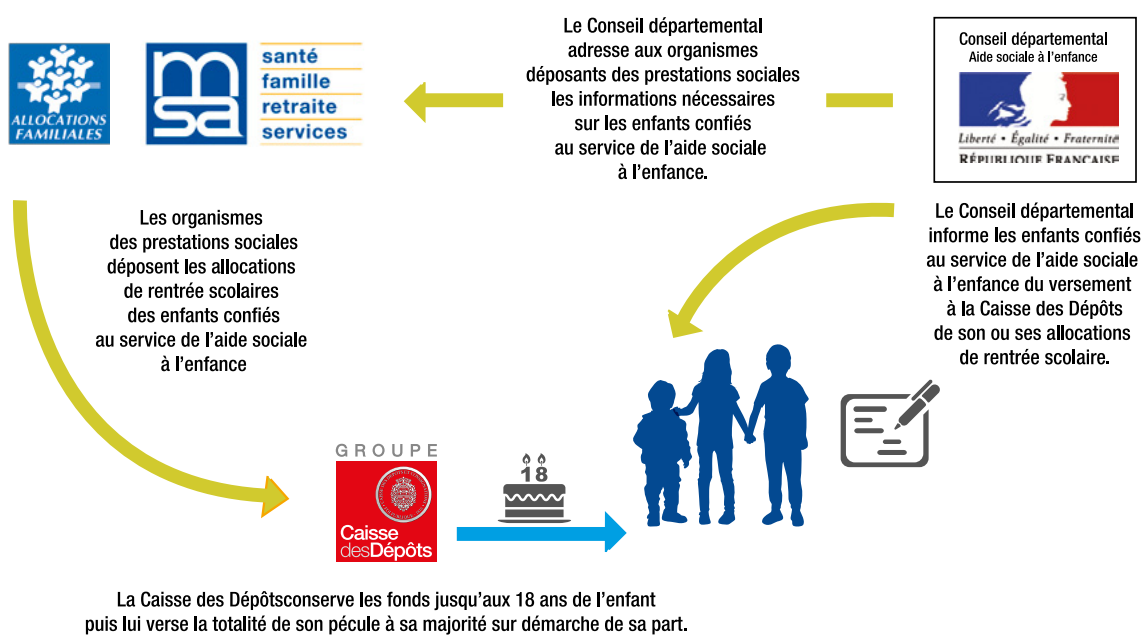 ALLOCATIONS
FAMILIALES
msa
santé
famille
retraite
services
Le Conseil départemental
adresse aux organismes
déposants des prestations sociales
les informations nécessaires
sur les enfants confiés
au service de l'aide sociale
à l'enfance.
Conseil départemental
Aide sociale à l'enfance
Liberté • Égalité • Fraternité
RÉPUBLIQUE FRANÇAISE
Les organismes
des prestations sociales
déposent les allocations
de rentrée scolaires
des enfants confiés
au service de l'aide sociale
à l'enfance
Le Conseil départemental
informe les enfants confiés
au service de l'aide sociale
à l'enfance du versement
à la Caisse des Dépôts
de son ou ses allocations
de rentrée scolaire.
GROUPE
Caisse
desDépôts
18
La Caisse des Dépôtsconserve les fonds jusqu'aux 18 ans de l'enfant
puis lui verse la totalité de son pécule à sa majorité sur démarche de sa part.